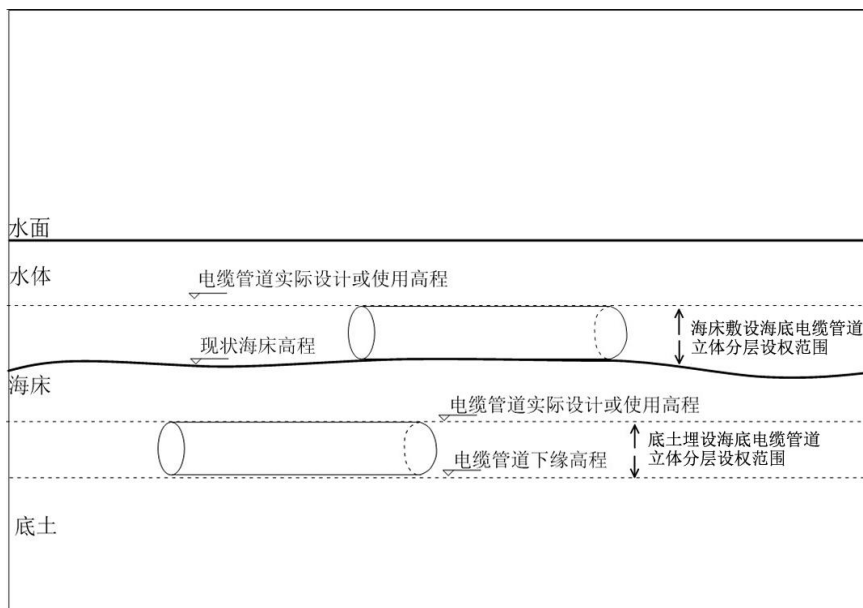 水面
水体
电缆管道实际设计或使用高程
海床敷设海底电缆管道
立体分层设权范围
现状海床高程
海床
电缆管道实际设计或使用高程
底土埋设海底电缆管道
立体分层设权范围
电缆管道下缘高程
底土